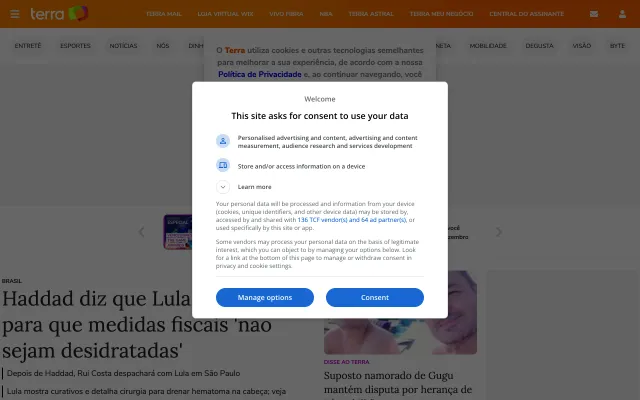 terra
TERRA MAIL
LOJA VIRTUAL WIS
VIVO FIBRA
NBA
TERRA ASTRAL
TERRA MEU NEGÓCIO
CENTRAL DO ASSINANTE
ENTRETÊ
ESPORTES
NOTÍCIAS
NÓS
DINH
NETA
MOBILIDADE
DEGUSTA
VISÃO
BYTE
O Terra utiliza cookies e outras tecnologias semelhantes
para melhorar a sua experiência, de acordo com a nossa
Política de Privacidade e, ao continuar navegando, você
Welcome
This site asks for consent to use your data
Personalised advertising and content, advertising and content
measurement, audience research and services development
Store and/or access information on a device
Learn more
Your personal data will be processed and information from your device
(cookies, unique identifiers, and other device data) may be stored by,
accessed by and shared with 136 TCF vendor(s) and 64 ad partner(s), or
used specifically by this site or app.
Some vendors may process your personal data on the basis of legitimate
interest, which you can object to by managing your options below. Look
for a link at the bottom of this page to manage or withdraw consent in
privacy and cookie settings.
Manage options
Consent
você
zembro
BRASIL
Haddad diz que Lula
para que medidas fiscais 'não
sejam desidratadas'
Depois de Haddad, Rui Costa despachará com Lula em São Paulo
Lula mostra curativos e detalha cirurgia para drenar hematoma na cabeça; veja
DISSE AO TERRA
Suposto namorado de Gugu
mantém disputa por herança de